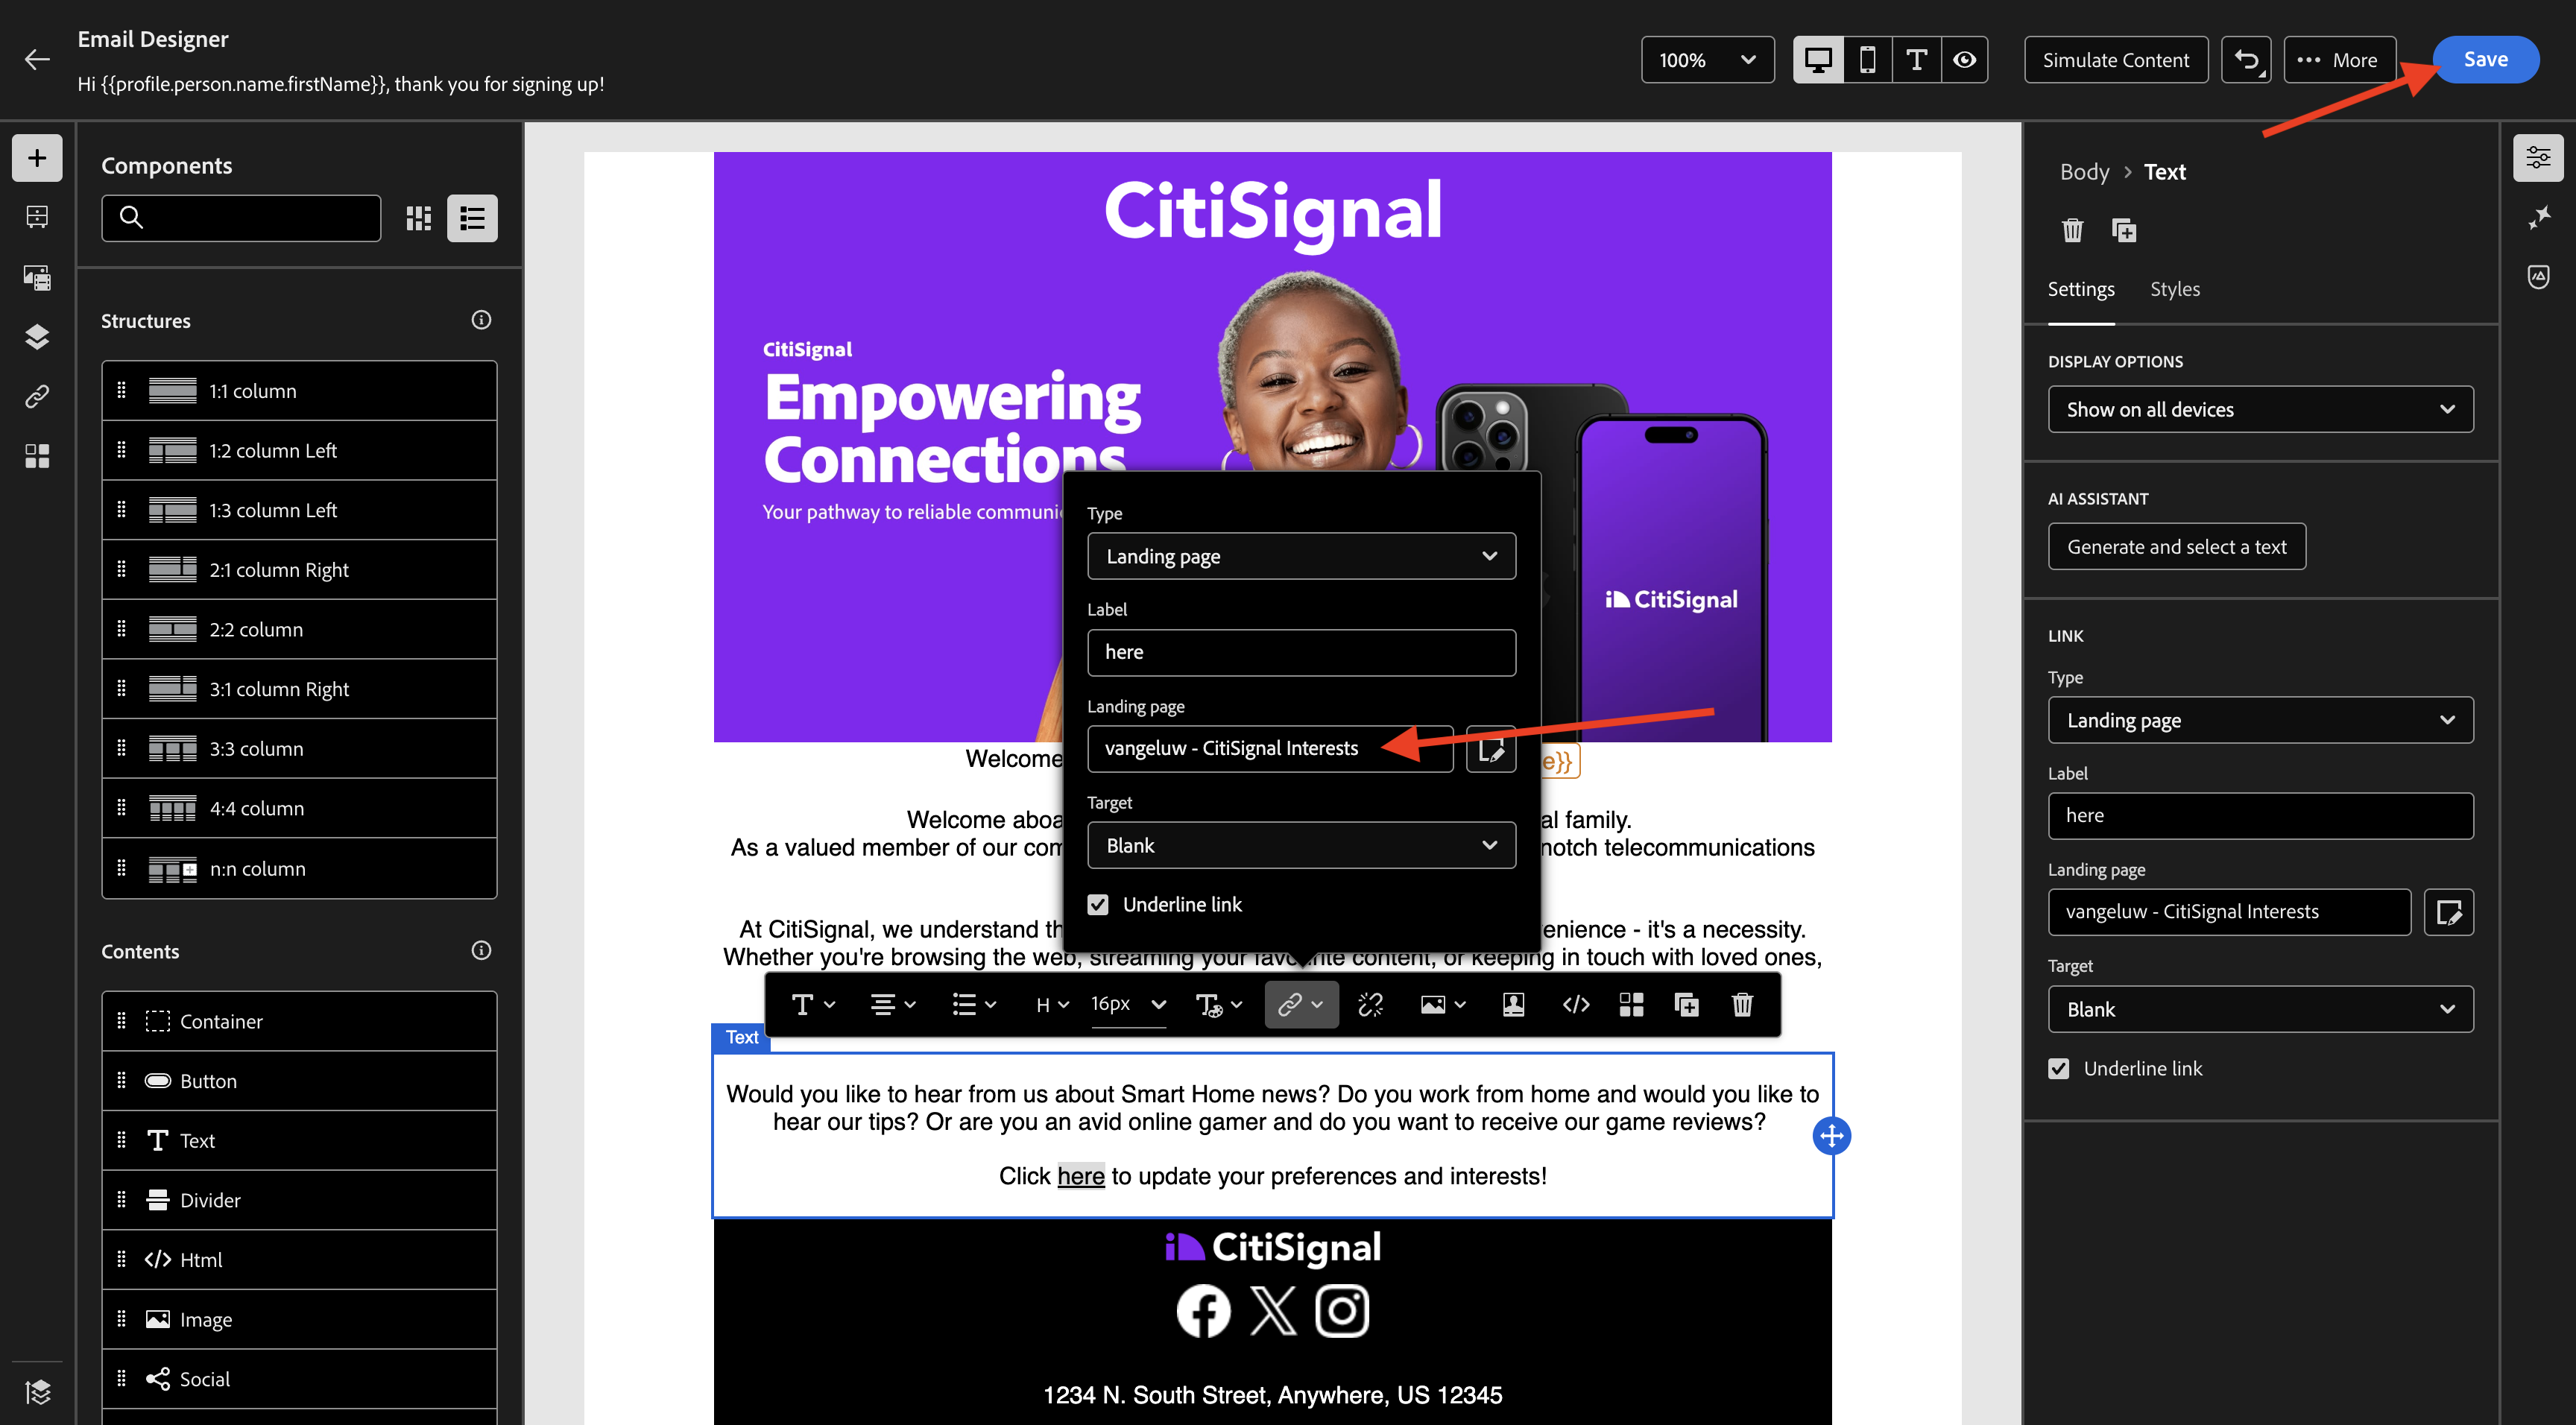 Email Designer
Hi {{profile.person.name.firstName}}, thank you for signing up!
100%
Simulate Content
More
Save
Components
Structures
1:1 column
1:2 column Left
1:3 column Left
2:1 column Right
2:2 column
3:1 column Right
3:3 column
4:4 column
n:n column
Contents
Container
Button
Text
Divider
Html
Image
Social
CitiSignal
CitiSignal
Empowering
Connections
Your pathway to reliable communi
CitiSignal
Type
Landing page
Label
here
Landing page
vangeluw - CitiSignal Interests
Target
Blank
Underline link
Welcome e}}
Welcome aboa al family.
As a valued member of our com notch telecommunications
At CitiSignal, we understand th enience - it's a necessity.
Whether you're browsing the web, streaming your favourite content, or keeping in touch with loved ones,
H
16px
Text
Would you like to hear from us about Smart Home news? Do you work from home and would you like to
hear our tips? Or are you an avid online gamer and do you want to receive our game reviews?
Click here to update your preferences and interests!
CitiSignal
1234 N. South Street, Anywhere, US 12345
Body > Text
Settings
Styles
DISPLAY OPTIONS
Show on all devices
AI ASSISTANT
Generate and select a text
LINK
Type
Landing page
Label
here
Landing page
vangeluw - CitiSignal Interests
Target
Blank
Underline link